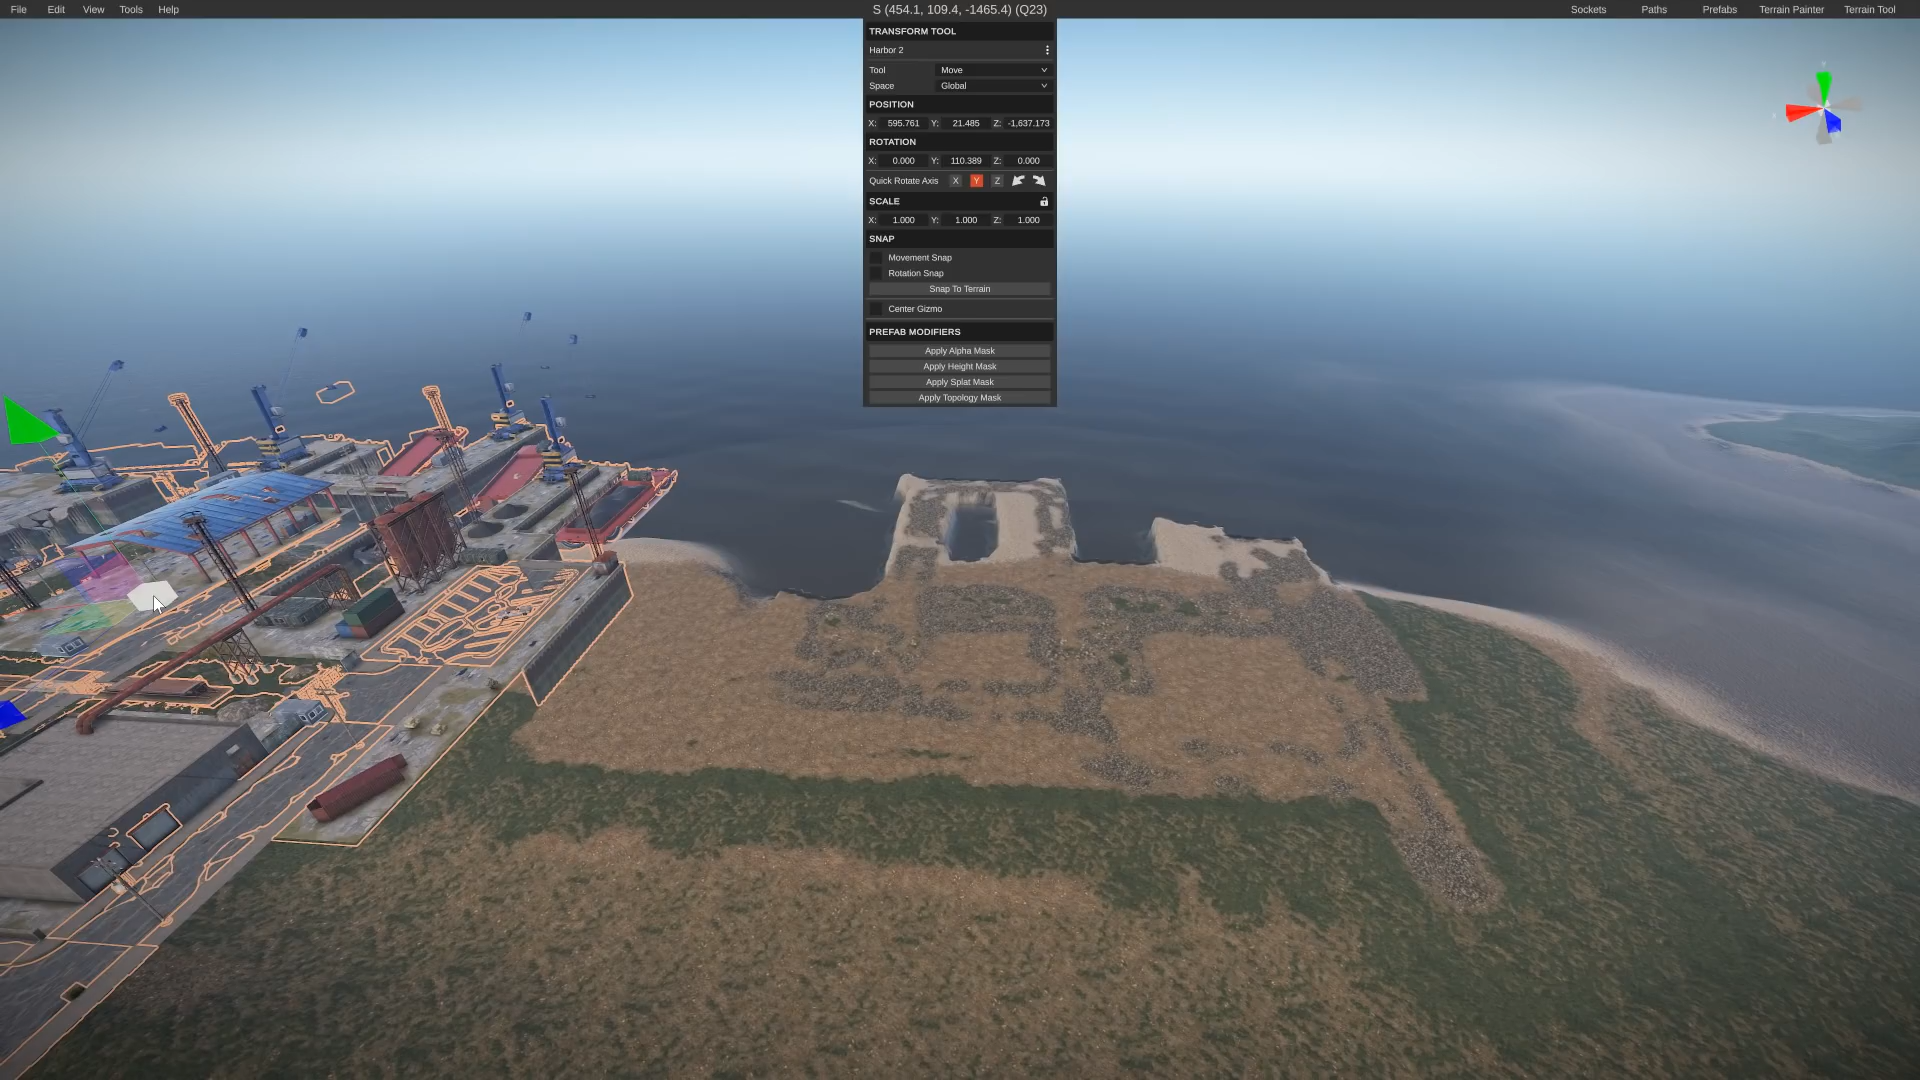 File Edit View Tools Help
S (454.1, 109.4, -1465.4) (Q23)
Sockets Paths Prefabs Terrain Painter Terrain Tool
TRANSFORM TOOL
Harbor 2
Tool Move
Space Global
POSITION
X: 595.761 Y: 21.485 Z: -1,637.173
ROTATION
X: 0.000 Y: 110.389 Z: 0.000
Quick Rotate Axis X Y Z
SCALE
X: 1.000 Y: 1.000 Z: 1.000
SNAP
Movement Snap
Rotation Snap
Snap To Terrain
Center Gizmo
PREFAB MODIFIERS
Apply Alpha Mask
Apply Height Mask
Apply Splat Mask
Apply Topology Mask